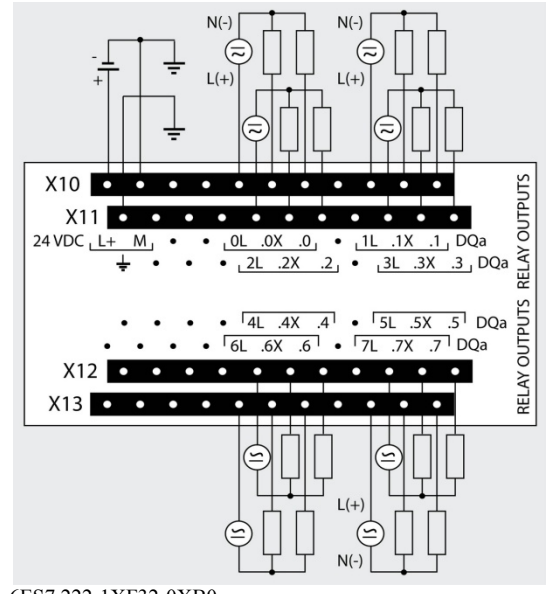 N(-) N(-)
- 
+
L(+) L(+)
X10
X11
24 VDC L+ M • • 0L .0X .0 • 1L .1X .1 DQa
• • • 2L .2X .2 • 3L .3X .3 DQa
RELAY OUTPUTS
• • • • 4L .4X .4 • 5L .5X .5 DQa
• • • • 6L .6X .6 • 7L .7X .7 DQa
RELAY OUTPUTS
X12
X13
L(+)
N(-)
6ES7 222-1XF32-0XB0